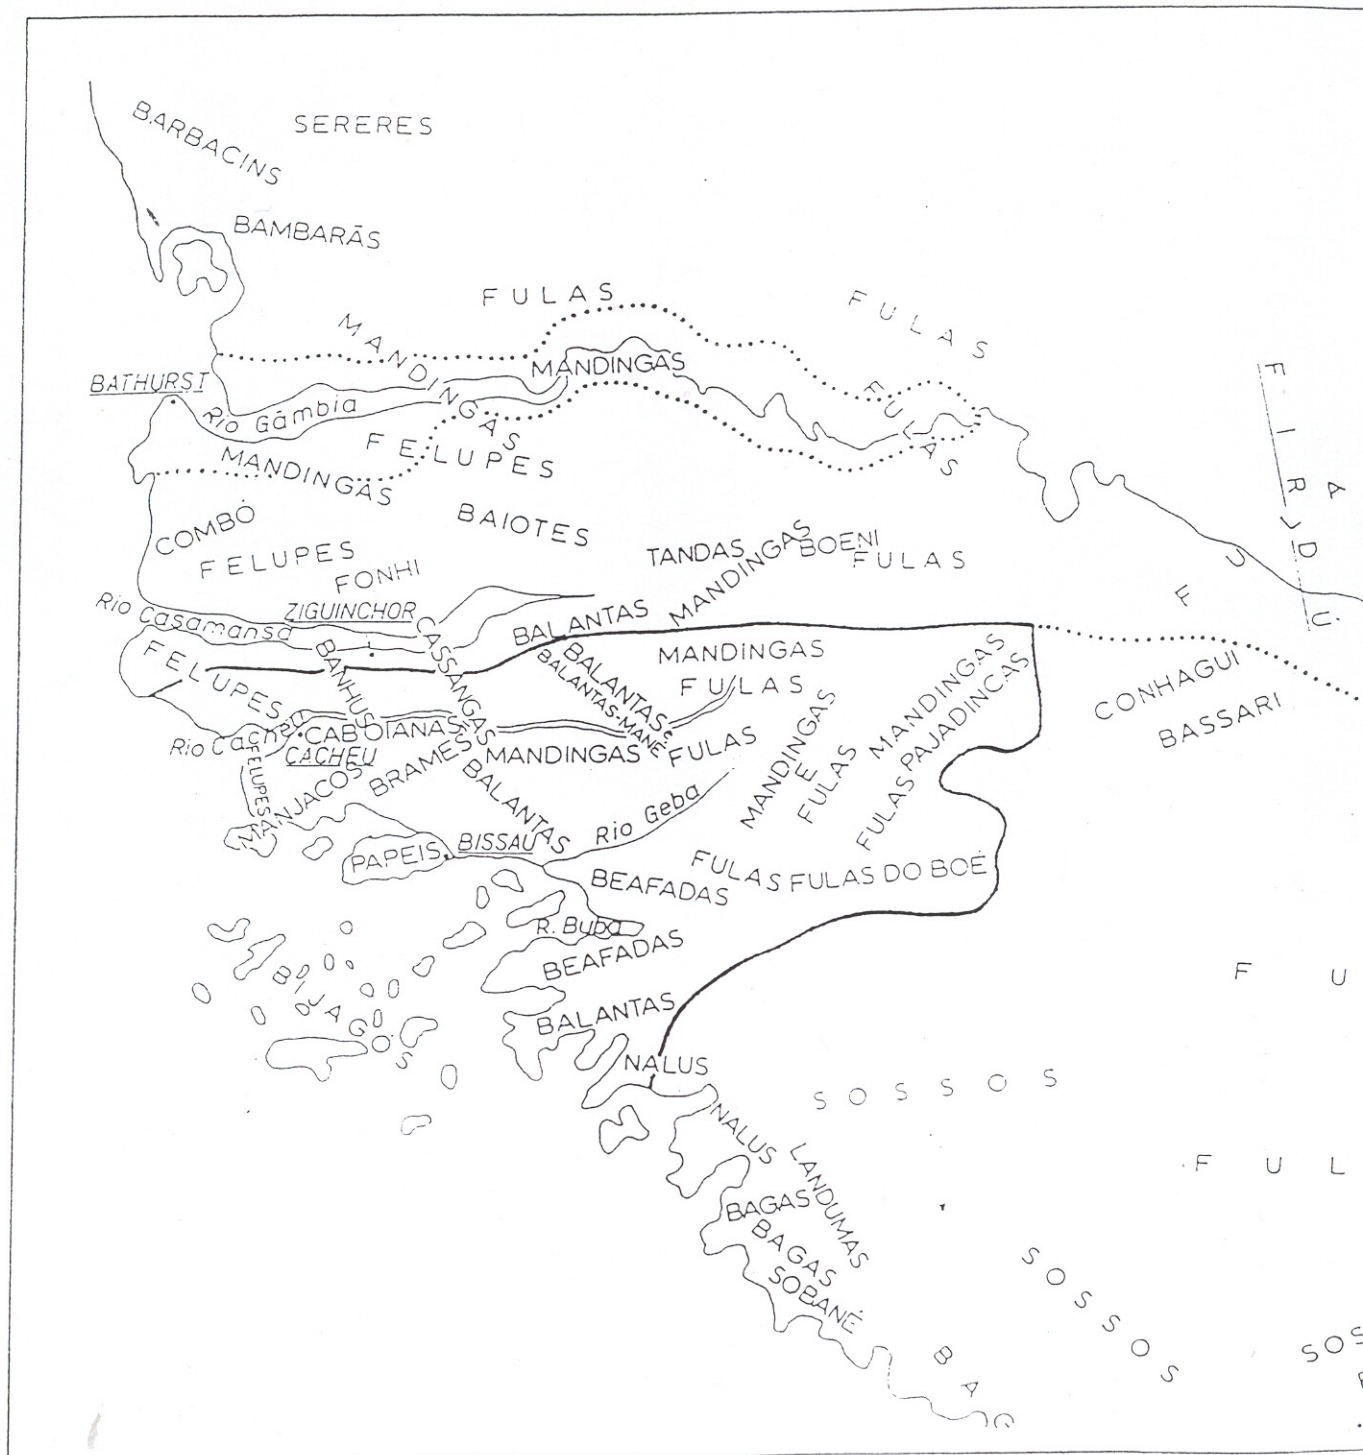 BARBACINS
SERERES
BAMBARÃS
FULAS
FULAS
MANDINGAS
MANDINGAS
BATHURST
Rio Gâmbia
FULAS
FIRDÚ
FELUPES
MANDINGAS
COMBÓ
BAIOTES
FELUPES
FONHI
TANDAS
MANDINGAS
BOENI
FULAS
Rio Casamansa
ZIGUINCHOR
CASSANGAS
BALANTAS
FELUPES
BANHUS
BALANTAS
BALANTAS-MANÉ
MANDINGAS
FULAS
MANDINGAS
PAJADINCAS
FULAS
CONHAGUI
BASSARI
Rio Cacheu
CABOIANAS
CACHEU
FELUPES
MANJACOS
BRAMES
MANDINGAS
FULAS
BALANTAS
MANDINGAS
E
FULAS
Rio Geba
PAPEIS
BISSAU
BEAFADAS
FULAS
FULAS DO BOÉ
R. Buba
BEAFADAS
BIJAGÓS
BALANTAS
NALUS
NALUS
SOSSOS
F U
F U L
LANDUMAS
BAGAS
BAGAS
SOBANÉ
SOSSOS
SOS